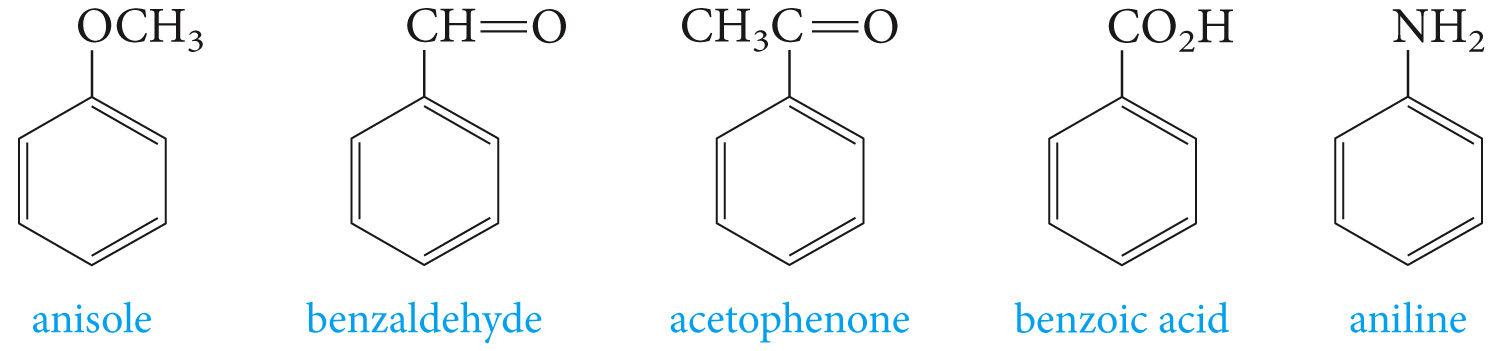 OCH₃ CH=O CH₃C=O CO₂H NH₂
anisole benzaldehyde acetophenone benzoic acid aniline